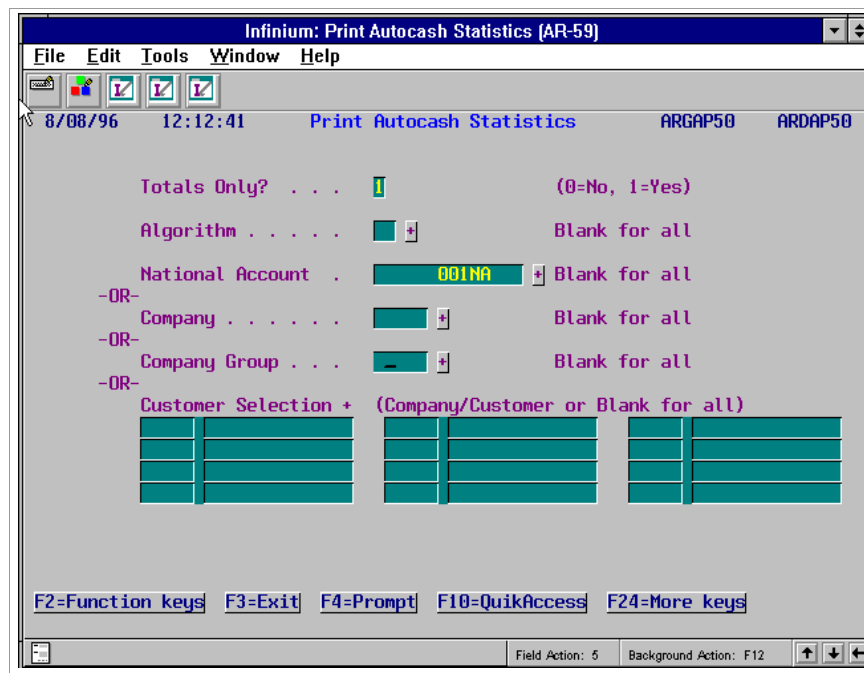 Infinium: Print Autocash Statistics (AR-59)
File Edit Tools Window Help
8/08/96 12:12:41 Print Autocash Statistics ARGAP50 ARDAP50
Totals Only? . . . 1 (0=No, 1=Yes)
Algorithm . . . . . + Blank for all
National Account . 001NA + Blank for all
-OR-
Company . . . . . . + Blank for all
-OR-
Company Group . . . + Blank for all
-OR-
Customer Selection + (Company/Customer or Blank for all)
F2=Function keys F3=Exit F4=Prompt F10=QuikAccess F24=More keys
Field Action: 5 Background Action: F12